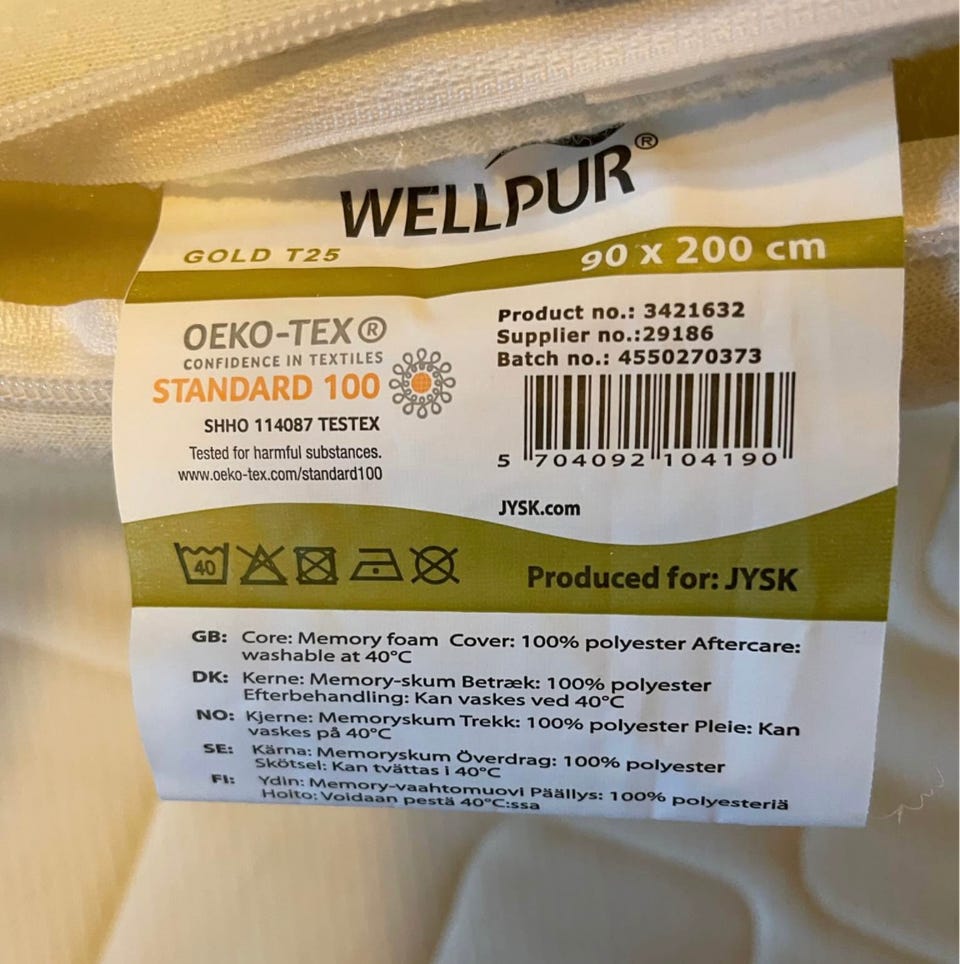 WELLPUR®
GOLD T25
90 x 200 cm
OEKO-TEX®
CONFIDENCE IN TEXTILES
STANDARD 100
SHHO 114087 TESTEX
Tested for harmful substances.
www.oeko-tex.com/standard100
Product no.: 3421632
Supplier no.:29186
Batch no.: 4550270373
5 704092 104190
JYSK.com
40
Produced for: JYSK
GB: Core: Memory foam Cover: 100% polyester Aftercare:
washable at 40°C
DK: Kerne: Memory-skum Betræk: 100% polyester
Efterbehandling: Kan vaskes ved 40°C
NO: Kjerne: Memoryskum Trekk: 100% polyester Pleie: Kan
vaskes på 40°C
SE: Kärna: Memoryskum Överdrag: 100% polyester
Skötsel: Kan tvättas i 40°C
FI: Ydin: Memory-vaahtomuovi Päällys: 100% polyesteriä
Hoito: Voidaan pestä 40°C:ssa